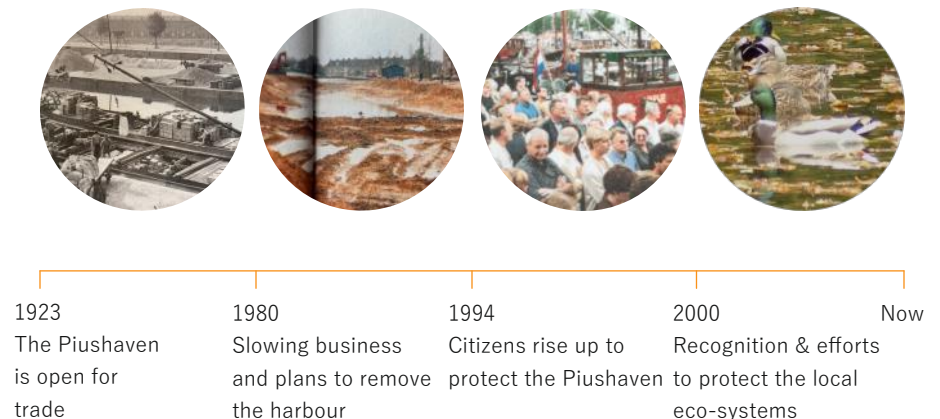 1923
The Piushaven
is open for
trade
1980
Slowing business
and plans to remove
the harbour
1994
Citizens rise up to
protect the Piushaven
2000
Recognition & efforts
to protect the local
eco-systems
Now